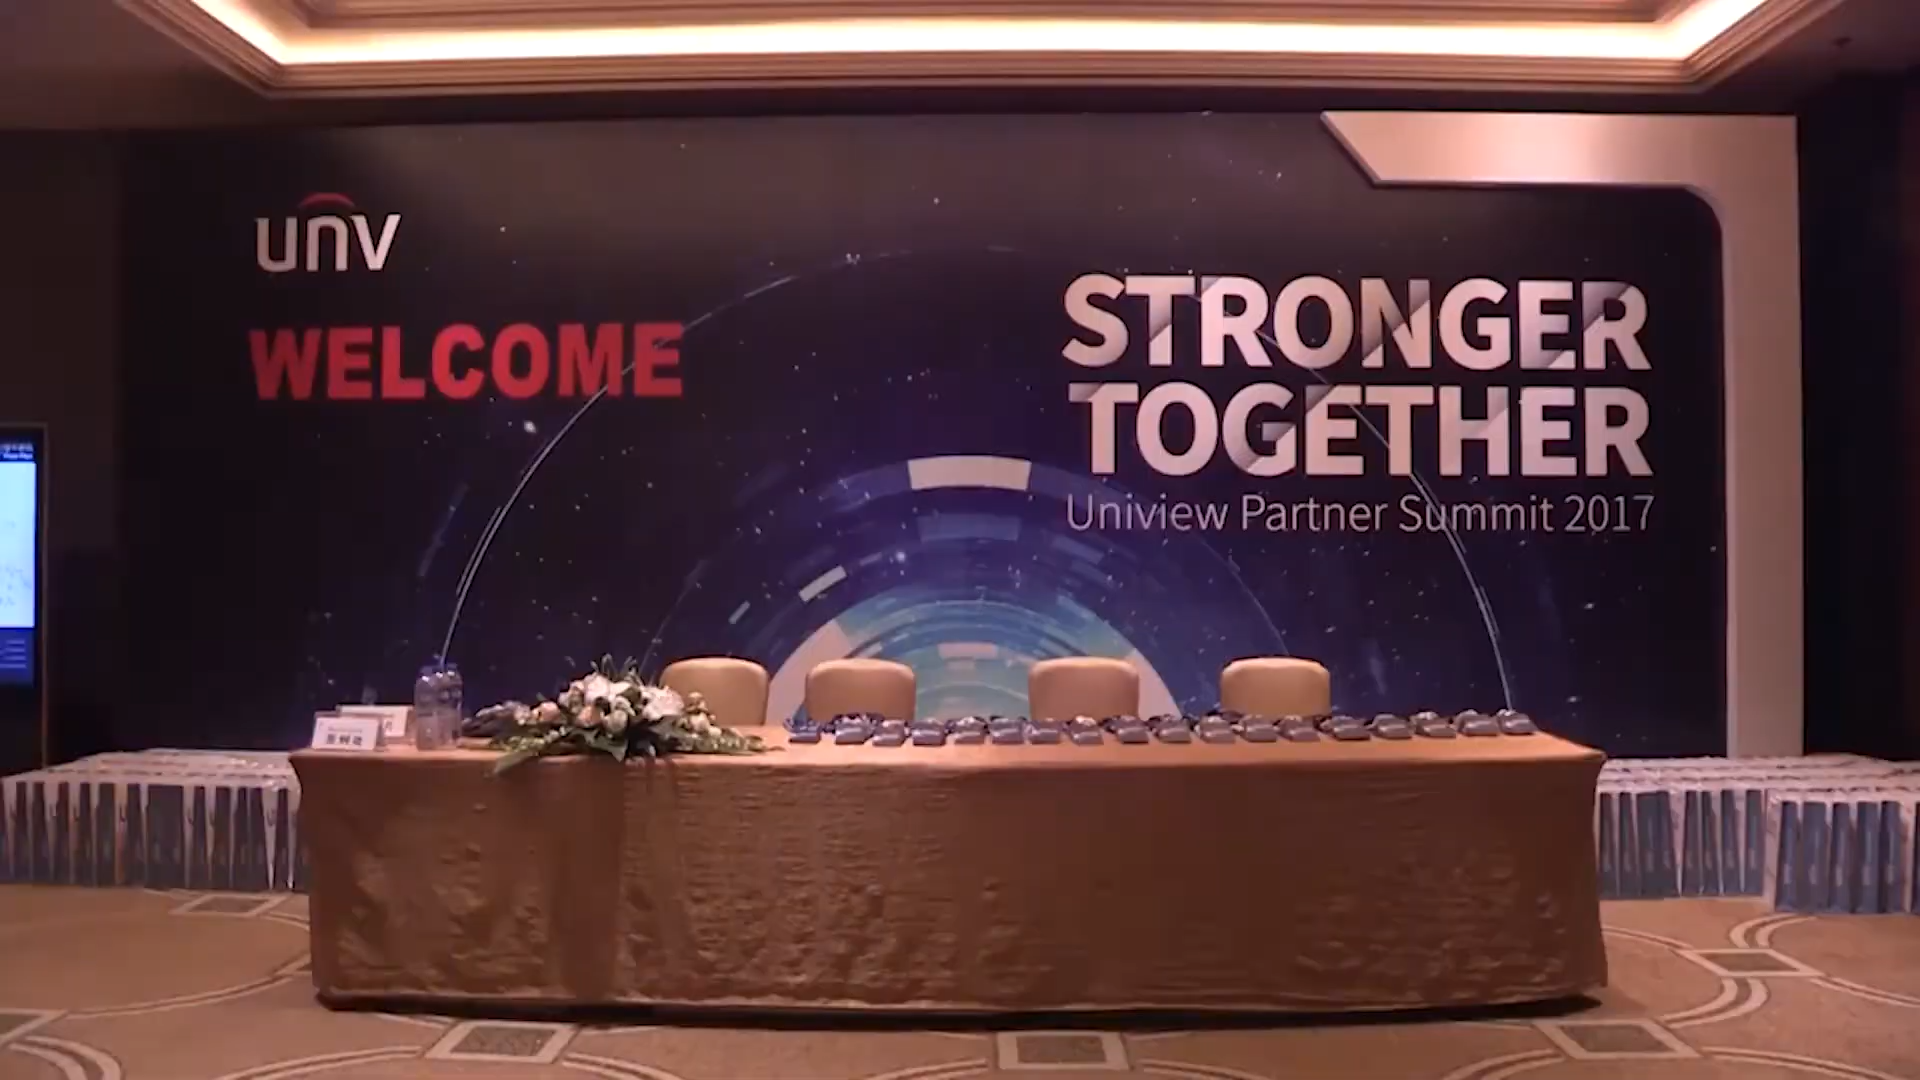 unv
WELCOME
STRONGER
TOGETHER
Uniview Partner Summit 2017